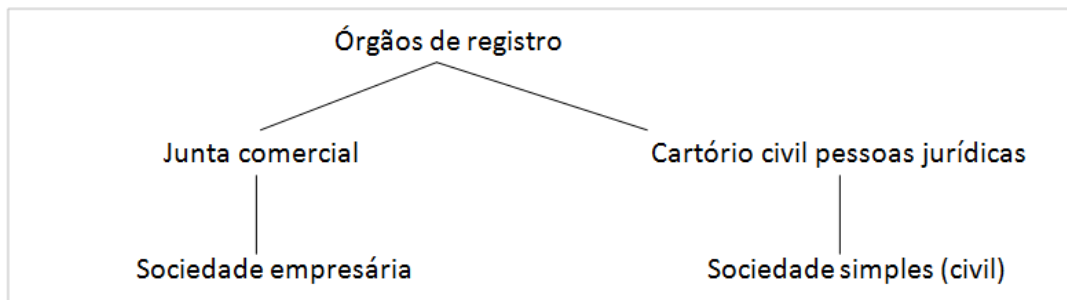 Órgãos de registro
Junta comercial
Cartório civil pessoas jurídicas
Sociedade empresária
Sociedade simples (civil)